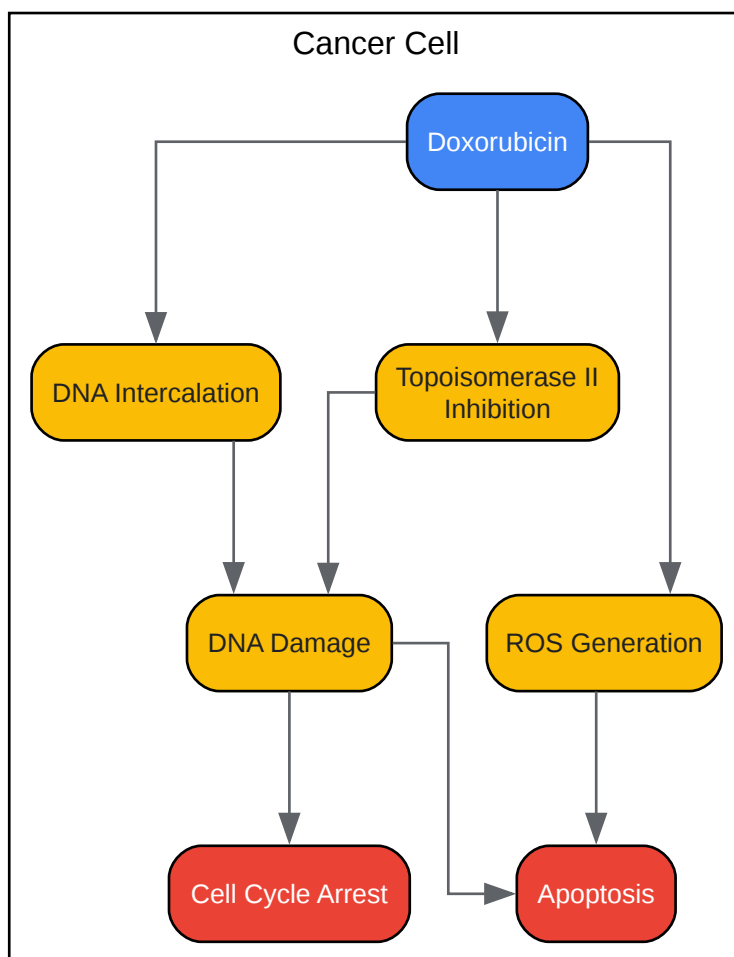 Cancer Cell
Doxorubicin
DNA Intercalation
Topoisomerase II
Inhibition
DNA Damage
ROS Generation
Cell Cycle Arrest
Apoptosis